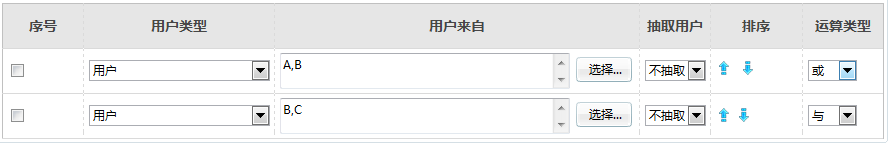 序号 用户类型 用户来自 抽取用户 排序 运算类型
用户 A,B 选择... 不抽取 或
用户 B,C 选择... 不抽取 与